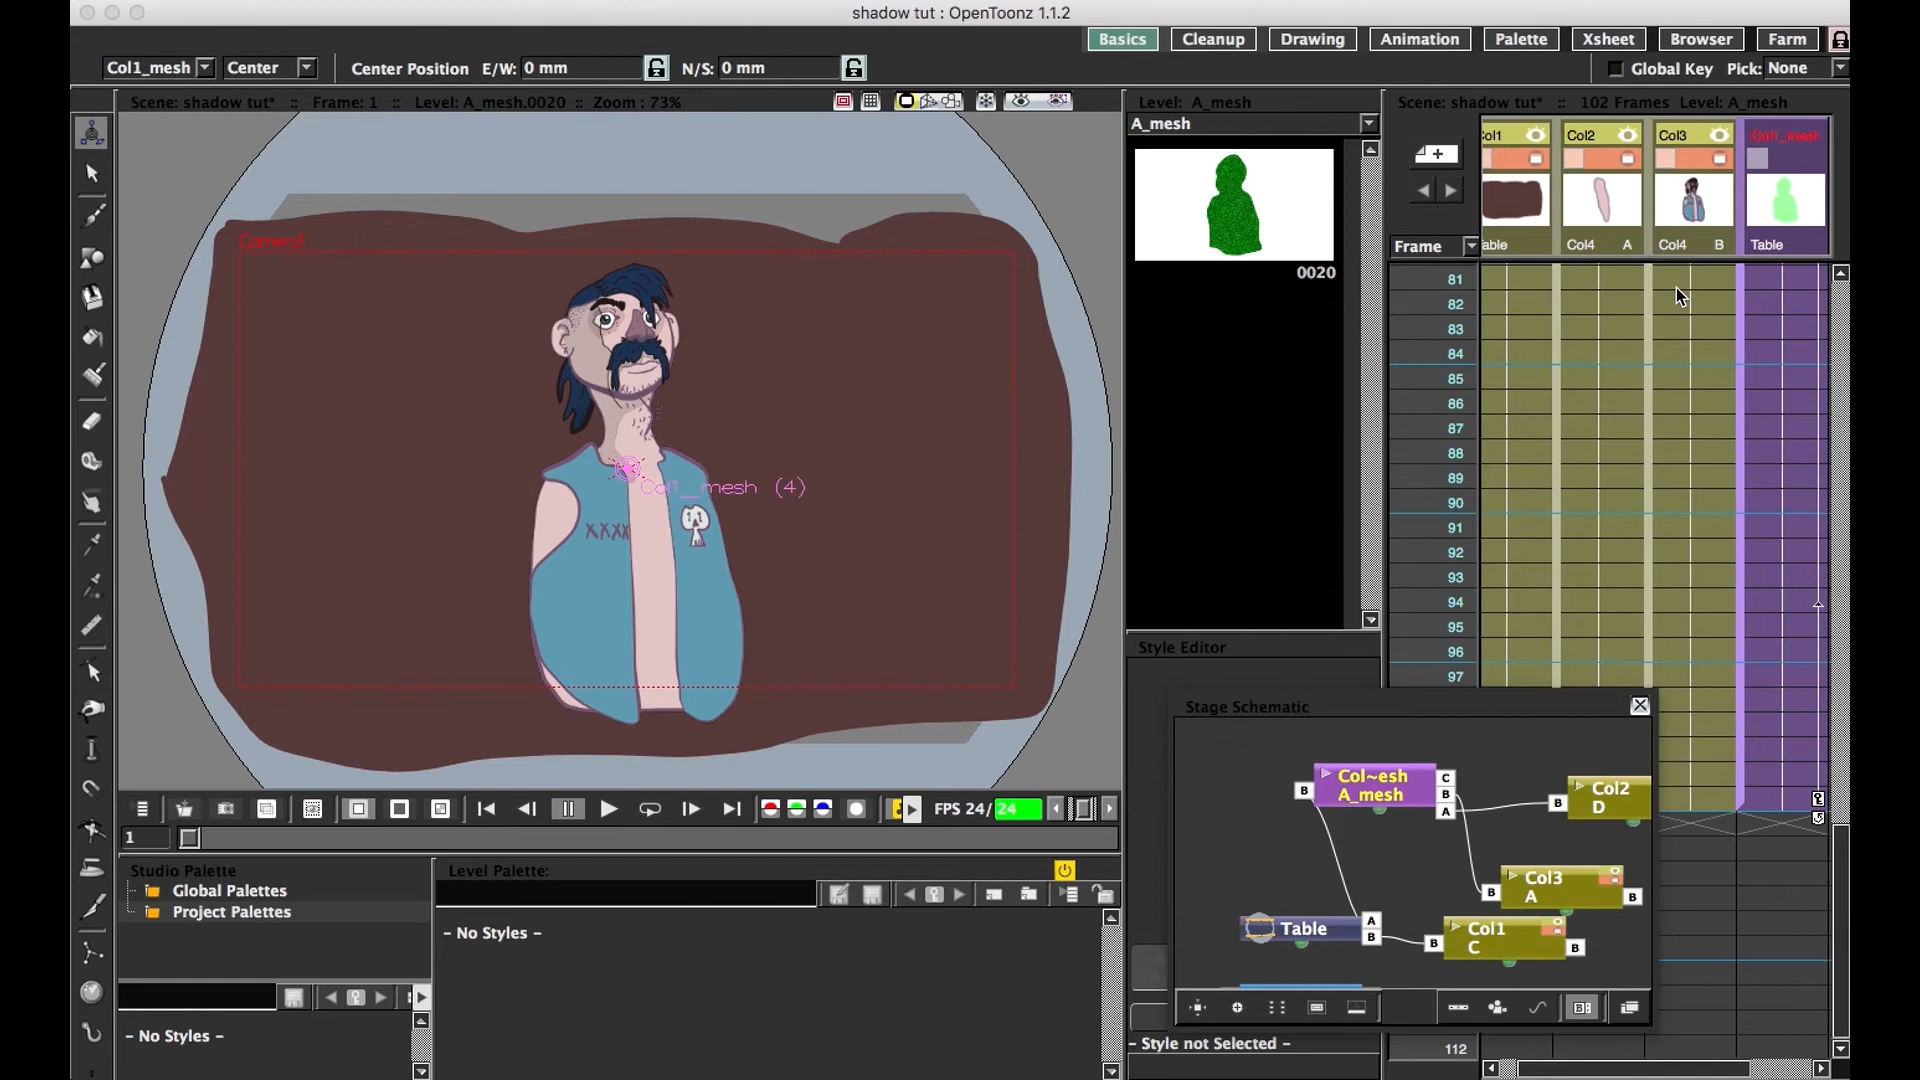 shadow tut : OpenToonz 1.1.2
Basics Cleanup Drawing Animation Palette Xsheet Browser Farm
Col1_mesh Center Center Position E/W: 0 mm N/S: 0 mm Global Key Pick: None
Scene: shadow tut* :: Frame: 1 :: Level: A_mesh.0020 :: Zoom : 73%
Level: A_mesh
Scene: shadow tut* :: 102 Frames Level: A_mesh
A_mesh
0020
ol1 Col2 Col3 Col1_mesh
able Col4 A Col4 B Table
Frame
81
82
83
84
85
86
87
88
89
90
91
92
93
94
95
96
97
112
XXXX
Col1_mesh (4)
Style Editor
Stage Schematic
Col~esh
A_mesh
C
B
A
B
B
Col2
D
B
Col3
A
B
Table
A
B
B
Col1
C
B
FPS 24/ 24
1
Studio Palette
Global Palettes
Project Palettes
- No Styles -
Level Palette:
- No Styles -
- Style not Selected -